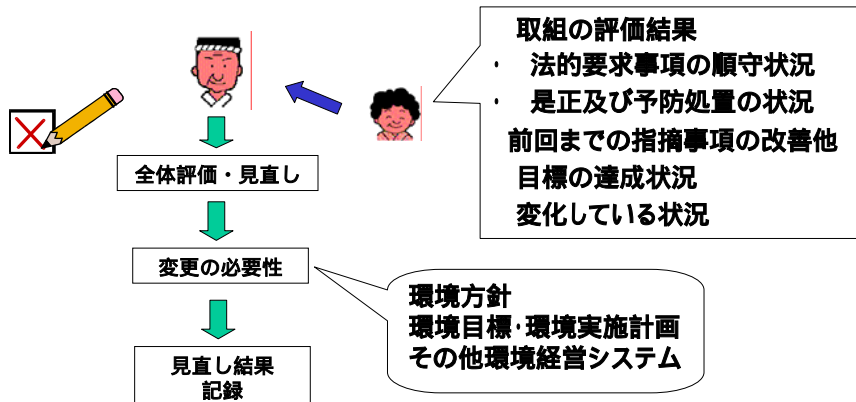 取組の評価結果
・ 法的要求事項の順守状況
・ 是正及び予防処置の状況
前回までの指摘事項の改善他
目標の達成状況
変化している状況
全体評価・見直し
変更の必要性
環境方針
環境目標・環境実施計画
その他環境経営システム
見直し結果
記録